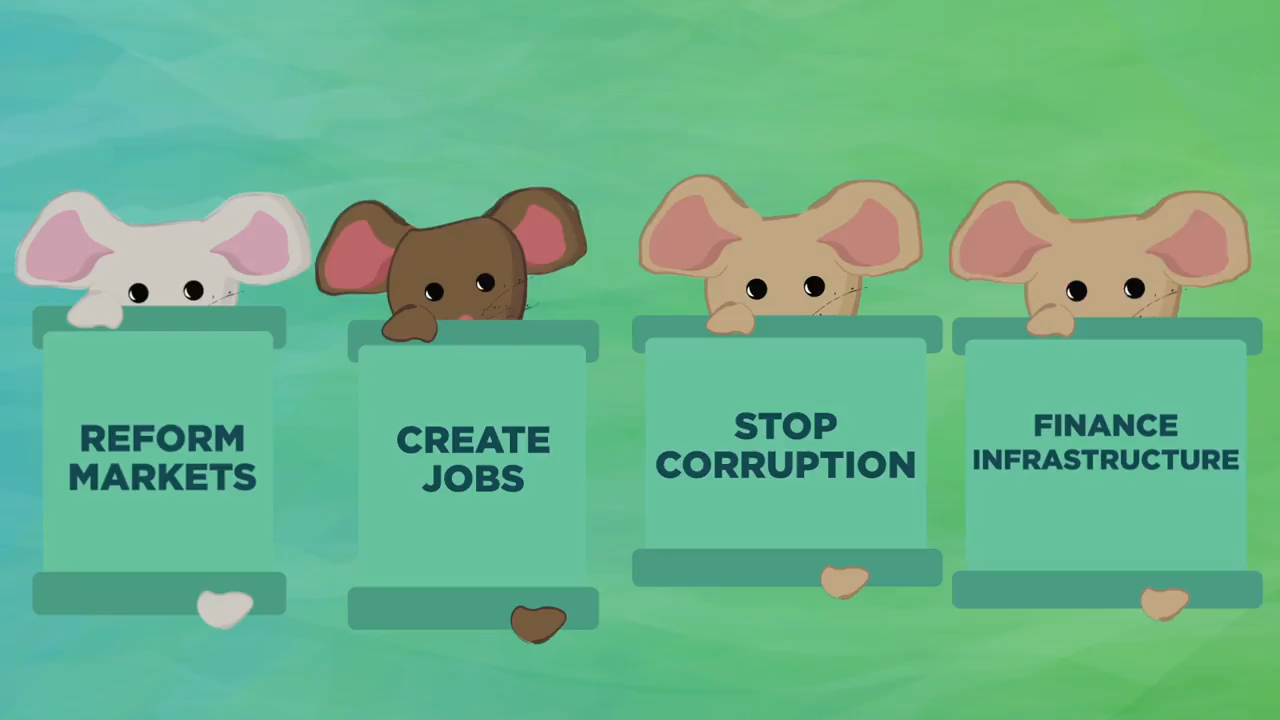 REFORM
MARKETS
CREATE
JOBS
STOP
CORRUPTION
FINANCE
INFRASTRUCTURE